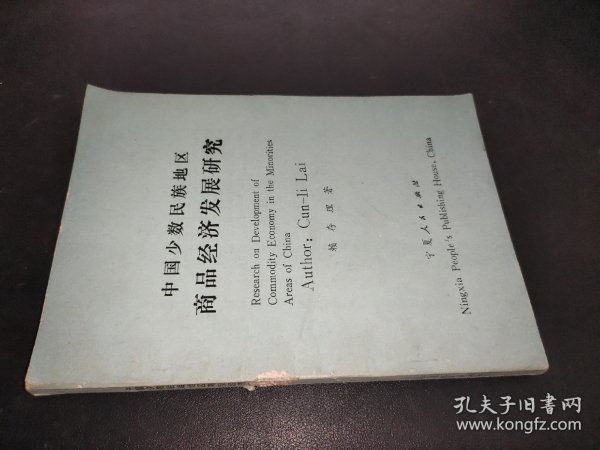 中国少数民族地区
商品经济发展研究
Research on Development of
Commodity Economy in the Minorities
Areas of China
Author: Cun-li Lai
赖 存 理 著
宁夏人民出版社
Ningxia People's Publishing House, China
孔夫子旧书网
www.kongfz.com